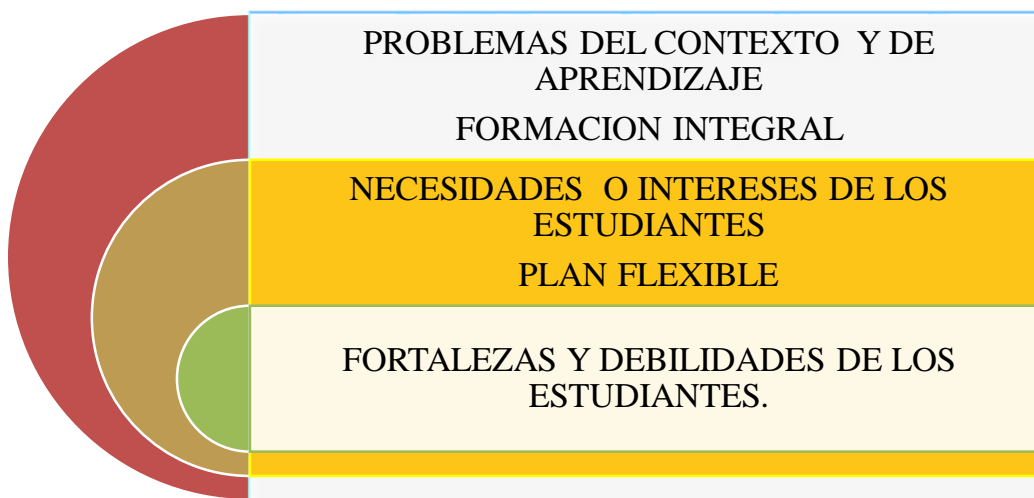 PROBLEMAS DEL CONTEXTO Y DE
APRENDIZAJE
FORMACION INTEGRAL
NECESIDADES O INTERESES DE LOS
ESTUDIANTES
PLAN FLEXIBLE
FORTALEZAS Y DEBILIDADES DE LOS
ESTUDIANTES.